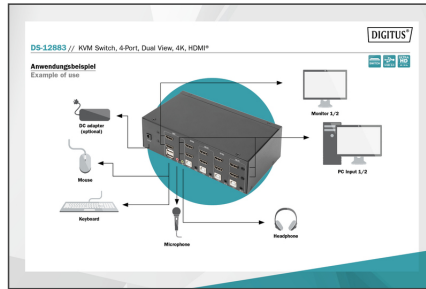 DIGITUS®
DS-12883 // KVM Switch, 4-Port, Dual View, 4K, HDMI®
Anwendungsbeispiel
Example of use
Monitor 1/2
DC adapter
(optional)
PC Input 1/2
Mouse
Keyboard
Microphone
Headphone